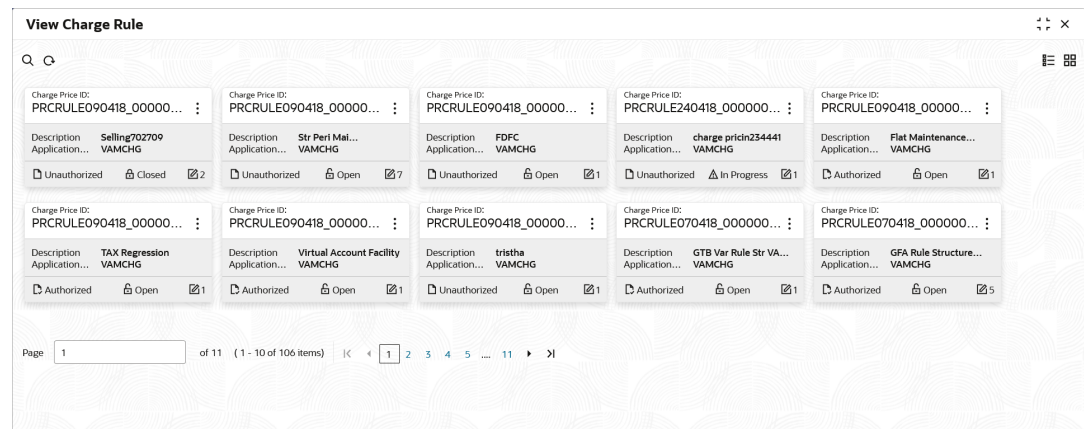 View Charge Rule
Charge Price ID: Charge Price ID: Charge Price ID: Charge Price ID: Charge Price ID:
PRCRULE090418_00000... PRCRULE090418_00000... PRCRULE090418_00000... PRCRULE240418_000000... PRCRULE090418_00000...
Description Selling702709 Description Str Peri Mai... Description FDFC Description charge pricin234441 Description Flat Maintenance...
Application... VAMCHG Application... VAMCHG Application... VAMCHG Application... VAMCHG Application... VAMCHG
Unauthorized Closed 2 Unauthorized Open 7 Unauthorized Open 1 Unauthorized In Progress 1 Authorized Open 1
Charge Price ID: Charge Price ID: Charge Price ID: Charge Price ID: Charge Price ID:
PRCRULE090418_00000... PRCRULE090418_00000... PRCRULE090418_00000... PRCRULE070418_000000... PRCRULE070418_000000...
Description TAX Regression Description Virtual Account Facility Description tristha Description GTB Var Rule Str VA... Description GFA Rule Structure...
Application... VAMCHG Application... VAMCHG Application... VAMCHG Application... VAMCHG Application... VAMCHG
Authorized Open 1 Authorized Open 1 Unauthorized Open 1 Authorized Open 1 Authorized Open 5
Page 1 of 11 (1 - 10 of 106 items) 1 2 3 4 5 .... 11